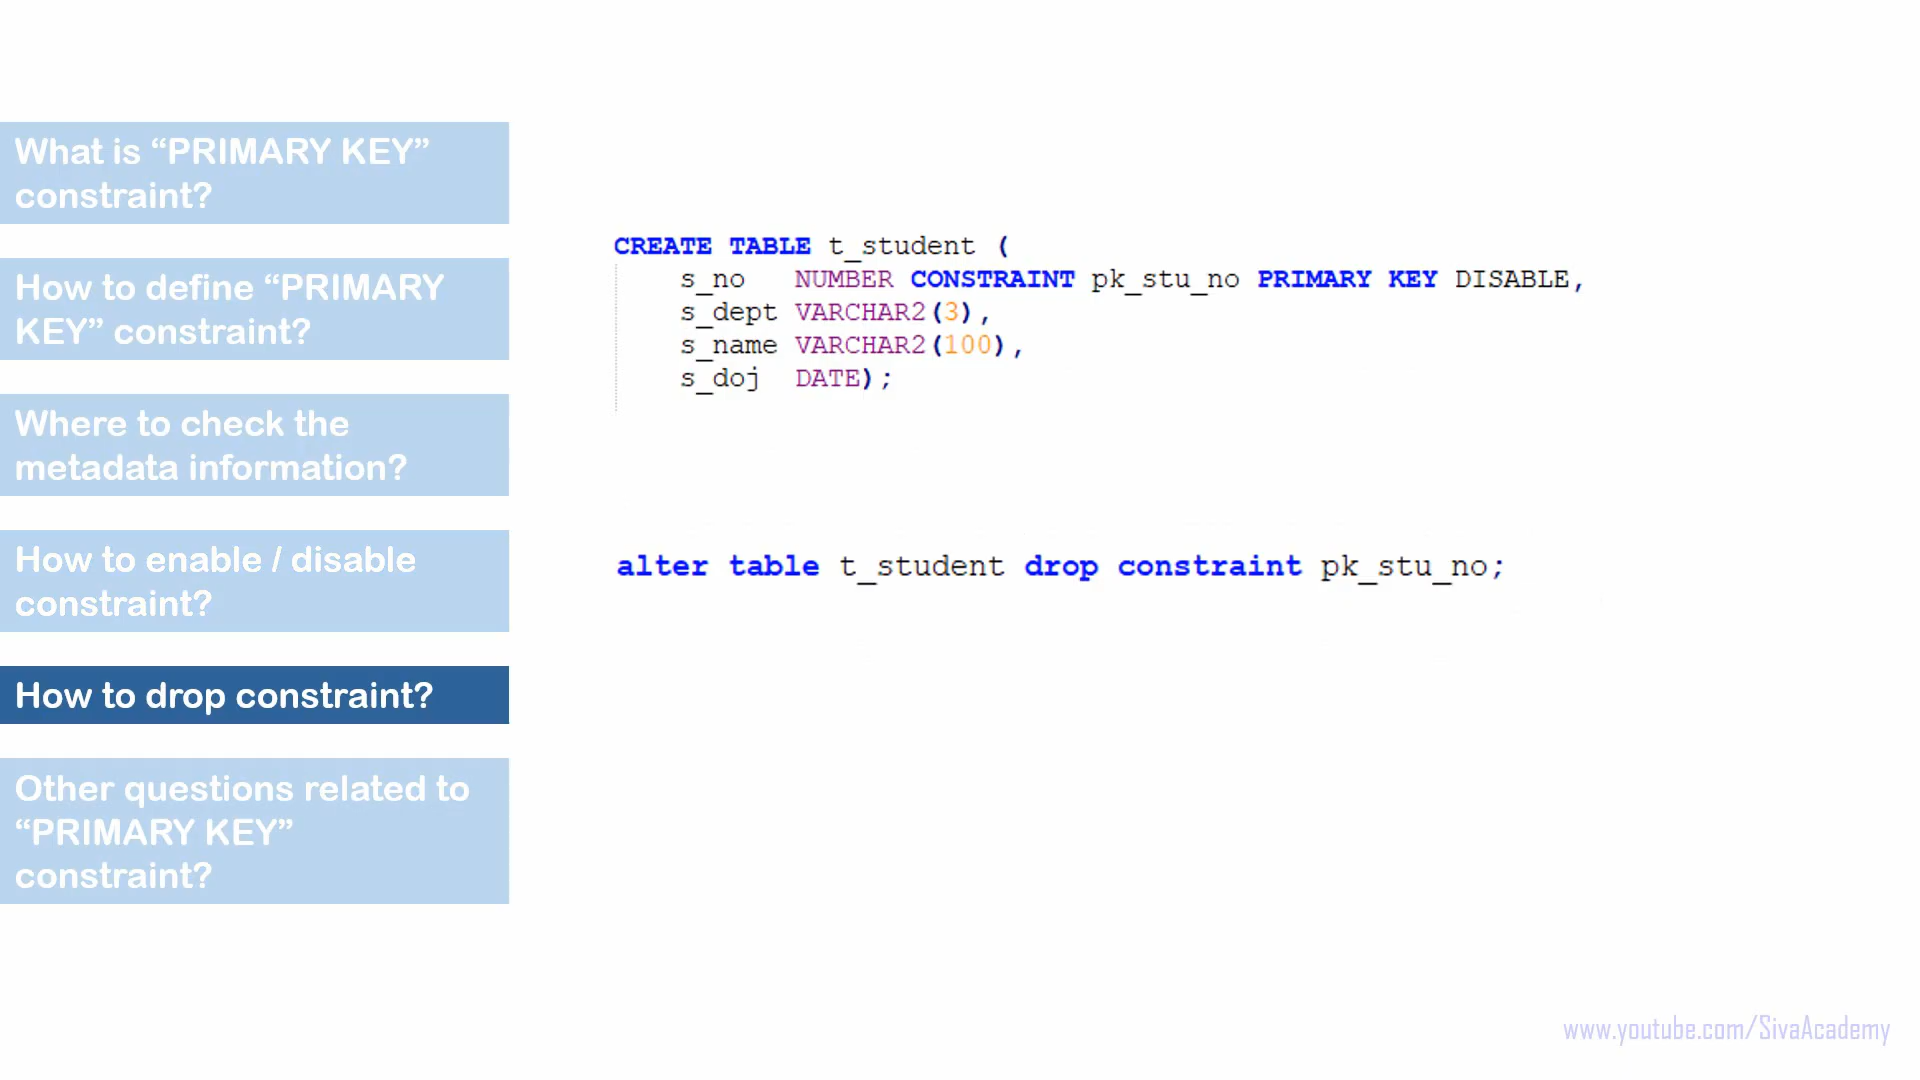 What is “PRIMARY KEY”
constraint?
How to define “PRIMARY
KEY” constraint?
Where to check the
metadata information?
How to enable / disable
constraint?
How to drop constraint?
Other questions related to
“PRIMARY KEY”
constraint?
CREATE TABLE t_student (
s_no NUMBER CONSTRAINT pk_stu_no PRIMARY KEY DISABLE,
s_dept VARCHAR2(3),
s_name VARCHAR2(100),
s_doj DATE);
alter table t_student drop constraint pk_stu_no;
www.youtube.com/SivaAcademy